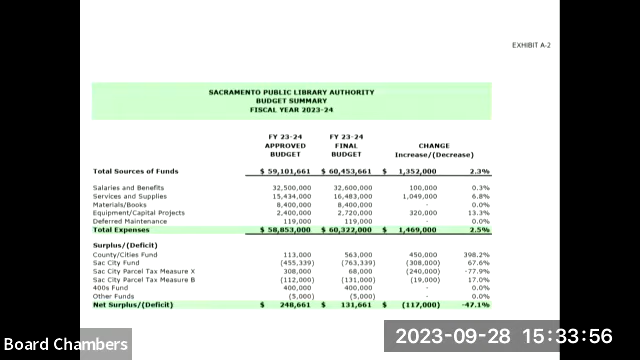 EXHIBIT A-2
SACRAMENTO PUBLIC LIBRARY AUTHORITY
BUDGET SUMMARY
FISCAL YEAR 2023-24
FY 23-24 FY 23-24
APPROVED FINAL CHANGE
BUDGET BUDGET Increase/(Decrease)
Total Sources of Funds $ 59,101,661 $ 60,453,661 $ 1,352,000 2.3%
Salaries and Benefits 32,500,000 32,600,000 100,000 0.3%
Services and Supplies 15,434,000 16,483,000 1,049,000 6.8%
Materials/Books 8,400,000 8,400,000 - 0.0%
Equipment/Capital Projects 2,400,000 2,720,000 320,000 13.3%
Deferred Maintenance 119,000 119,000 - 0.0%
Total Expenses $ 58,853,000 $ 60,322,000 $ 1,469,000 2.5%
Surplus/(Deficit)
County/Cities Fund 113,000 563,000 450,000 398.2%
Sac City Fund (455,339) (763,339) (308,000) 67.6%
Sac City Parcel Tax Measure X 308,000 68,000 (240,000) -77.9%
Sac City Parcel Tax Measure B (112,000) (131,000) (19,000) 17.0%
400s Fund 400,000 400,000 - 0.0%
Other Funds (5,000) (5,000) - 0.0%
Net Surplus/(Deficit) $ 248,661 $ 131,661 $ (117,000) -47.1%
Board Chambers
2023-09-28 15:33:56